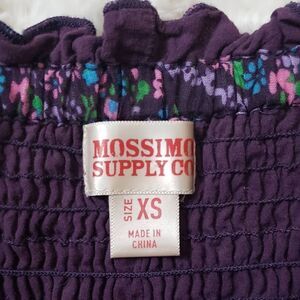 MOSSIMO
SUPPLY CO
SIZE XS
MADE IN
CHINA